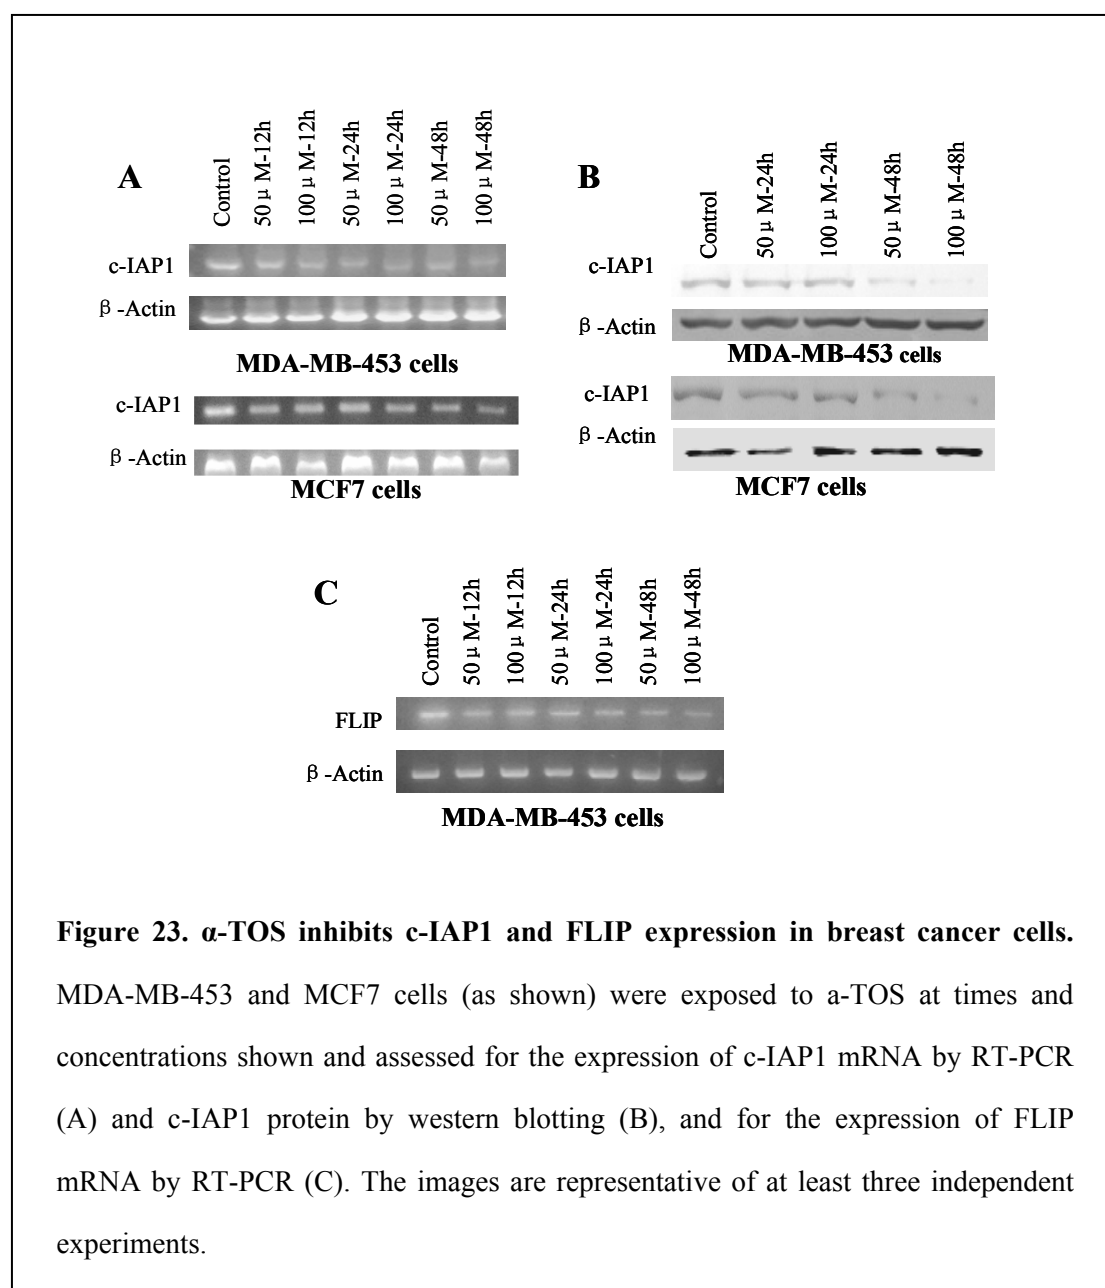 A
Control
50 μ M-12h
100 μ M-12h
50 μ M-24h
100 μ M-24h
50 μ M-48h
100 μ M-48h
c-IAP1
β -Actin
MDA-MB-453 cells
c-IAP1
β -Actin
MCF7 cells
B
Control
50 μ M-24h
100 μ M-24h
50 μ M-48h
100 μ M-48h
c-IAP1
β -Actin
MDA-MB-453 cells
c-IAP1
β -Actin
MCF7 cells
C
Control
50 μ M-12h
100 μ M-12h
50 μ M-24h
100 μ M-24h
50 μ M-48h
100 μ M-48h
FLIP
β -Actin
MDA-MB-453 cells
Figure 23. α-TOS inhibits c-IAP1 and FLIP expression in breast cancer cells.
MDA-MB-453 and MCF7 cells (as shown) were exposed to a-TOS at times and
concentrations shown and assessed for the expression of c-IAP1 mRNA by RT-PCR
(A) and c-IAP1 protein by western blotting (B), and for the expression of FLIP
mRNA by RT-PCR (C). The images are representative of at least three independent
experiments.